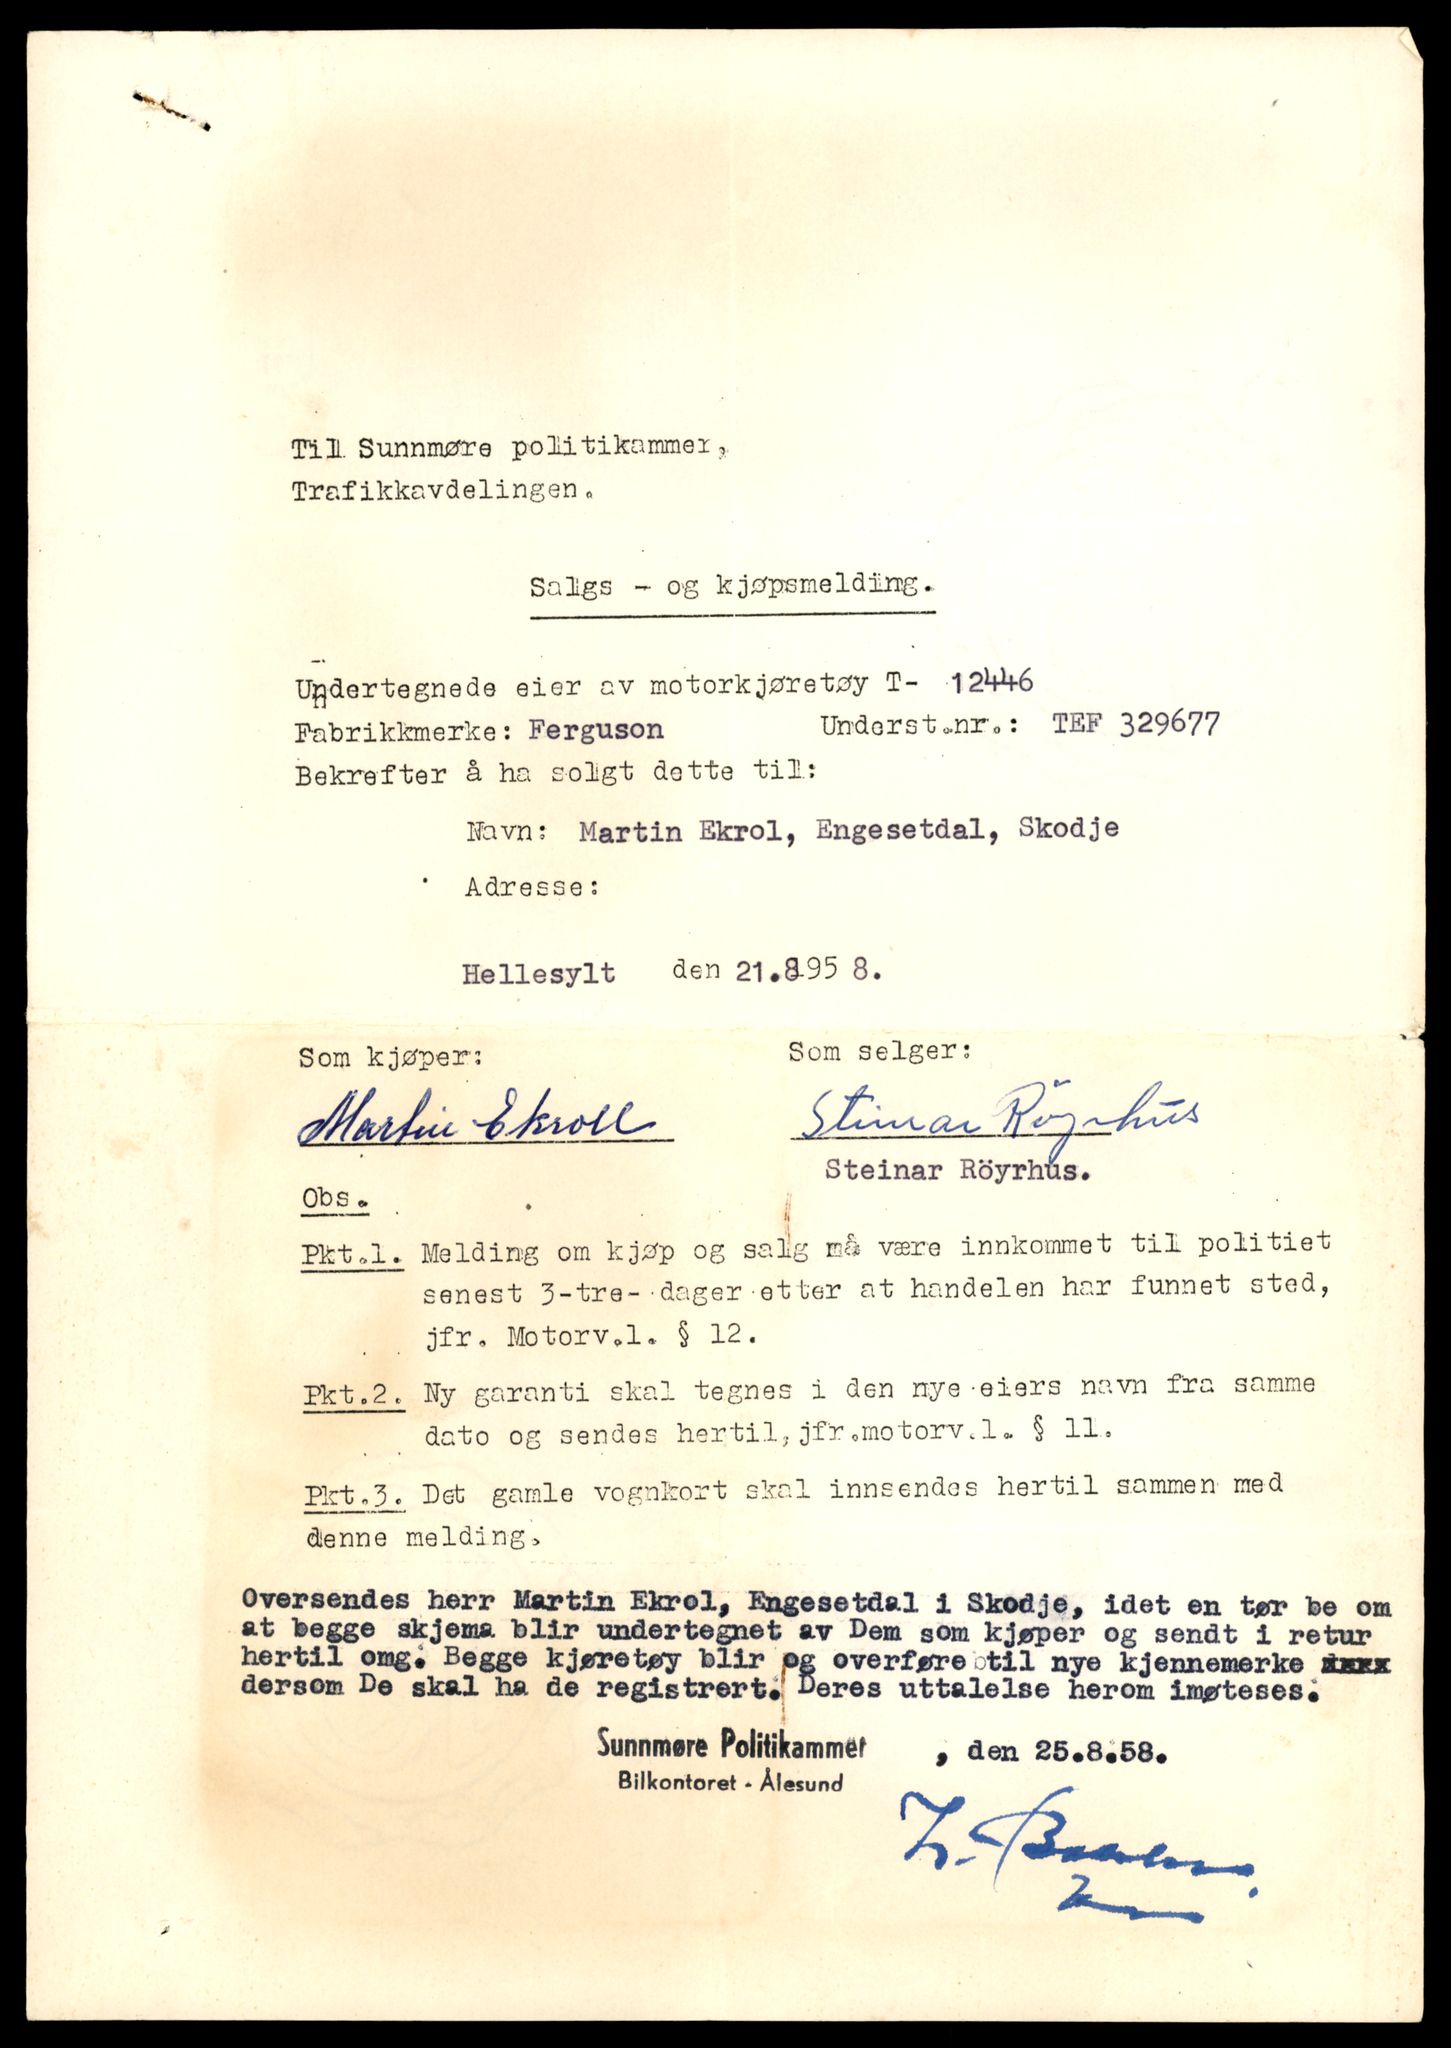 Til Sunnmøre politikammer,
Trafikkavdelingen.
Salgs - og kjøpsmelding.
Undertegnede eier av motorkjøretøy T- 12446
Fabrikkmerke: Ferguson Underst.nr.: TEF 329677
Bekrefter å ha solgt dette til:
Navn: Martin Ekrol, Engesetdal, Skodje
Adresse:
Hellesylt den 21.8.1958.
Som kjøper: Som selger:
Martin Ekroll Steinar Röyrhus
Steinar Röyrhus.
Obs.
Pkt.1. Melding om kjøp og salg må være innkommet til politiet
senest 3-tre- dager etter at handelen har funnet sted,
jfr. Motorv.l. § 12.
Pkt.2. Ny garanti skal tegnes i den nye eiers navn fra samme
dato og sendes hertil, jfr.motorv.l. § 11.
Pkt.3. Det gamle vognkort skal innsendes hertil sammen med
denne melding.
Oversendes herr Martin Ekrol, Engesetdal i Skodje, idet en tør be om
at begge skjema blir undertegnet av Dem som kjøper og sendt i retur
hertil omg. Begge kjøretøy blir og overføre til nye kjennemerke xxxx
dersom De skal ha de registrert. Deres uttalelse herom imøteses.
Sunnmøre Politikammer , den 25.8.58.
Bilkontoret - Ålesund